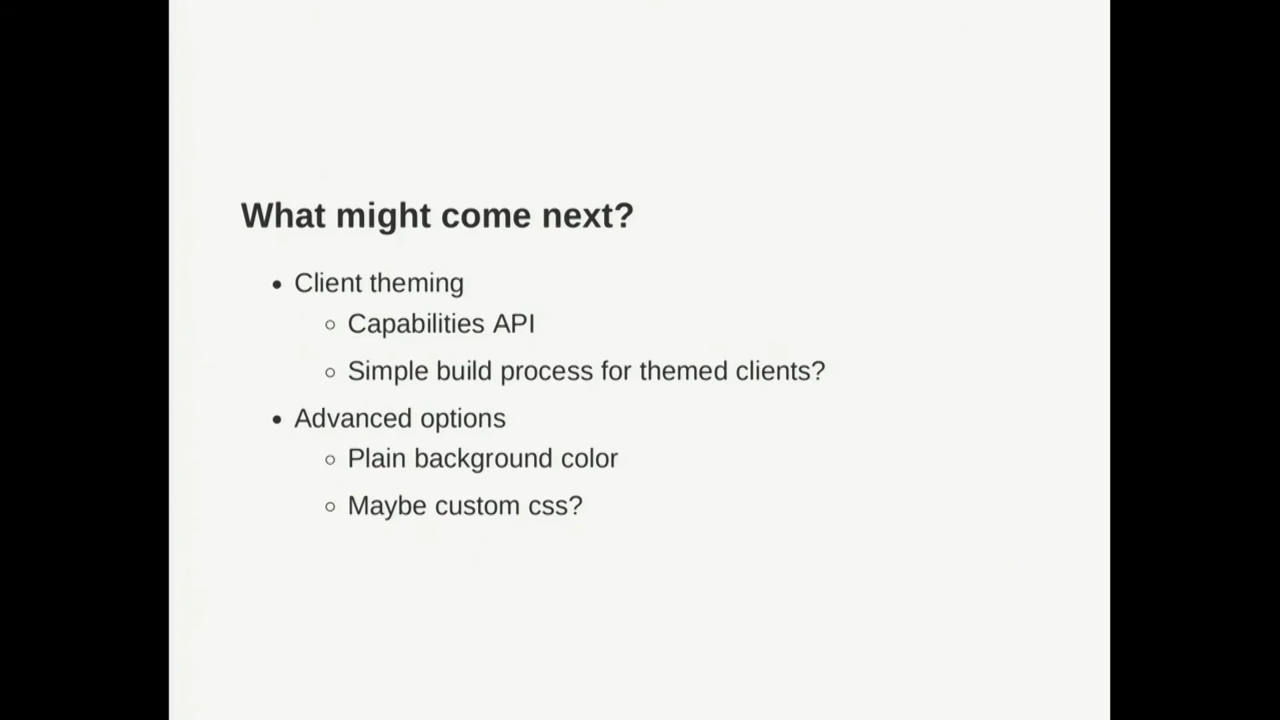 What might come next?
Client theming
Capabilities API
Simple build process for themed clients?
Advanced options
Plain background color
Maybe custom css?